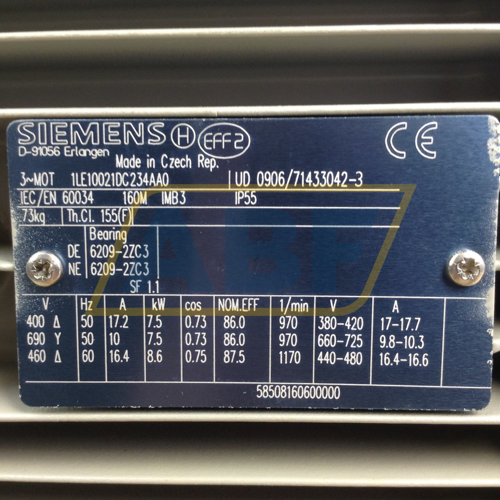 SIEMENS H EFF2 CE
D-91056 Erlangen
Made in Czech Rep.
3~MOT 1LE10021DC234AA0 UD 0906/71433042-3
IEC/EN 60034 160M IMB3 IP55
73kg Th.Cl. 155(F)
Bearing
DE 6209-2ZC3
NE 6209-2ZC3
SF 1.1
V Hz A kW cos NOM.EFF 1/min V A
400 Δ 50 17.2 7.5 0.73 86.0 970 380-420 17-17.7
690 Y 50 10 7.5 0.73 86.0 970 660-725 9.8-10.3
460 Δ 60 16.4 8.6 0.75 87.5 1170 440-480 16.4-16.6
58508160600000
ABF